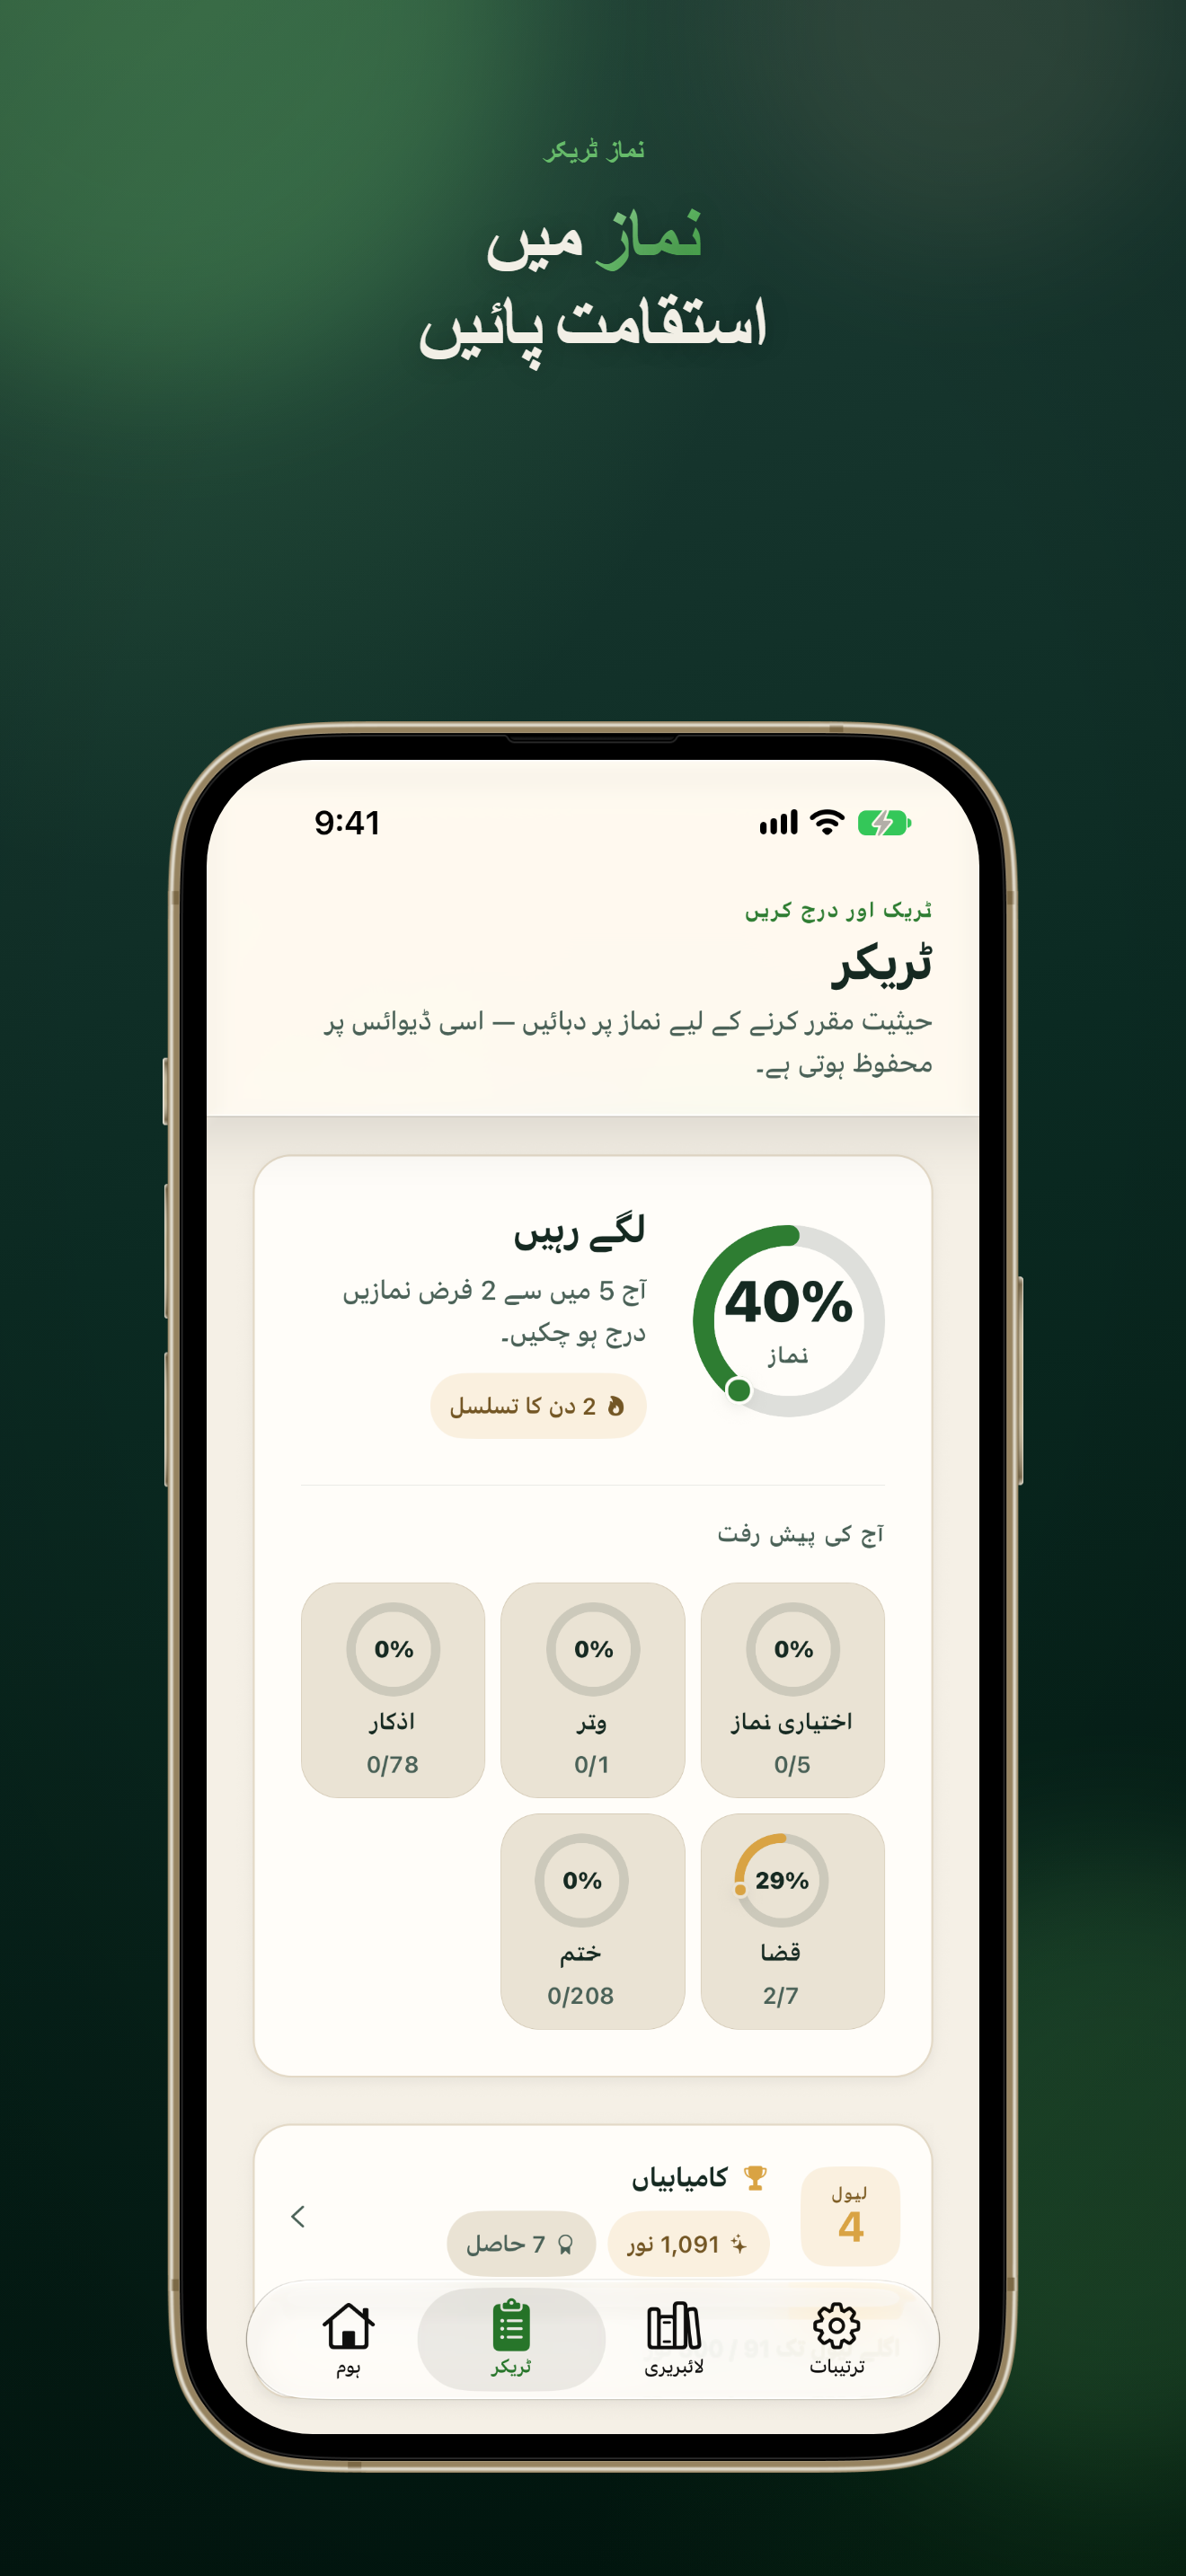 نماز ٹریکر
نماز میں
استقامت پائیں
9:41
ٹریک اور درج کریں
ٹریکر
حیثیت مقرر کرنے کے لیے نماز پر دبائیں — اسی ڈیوائس پر
محفوظ ہوتی ہے۔
40%
نماز
لگے رہیں
آج 5 میں سے 2 فرض نمازیں
درج ہو چکیں۔
2 دن کا تسلسل
آج کی پیش رفت
0%
اختیاری نماز
0/5
0%
وتر
0/1
0%
اذکار
0/78
29%
قضا
2/7
0%
ختم
0/208
لیول
4
کامیابیاں
1,091 نور
7 حاصل
ترتیبات
لائبریری
ٹریکر
ہوم